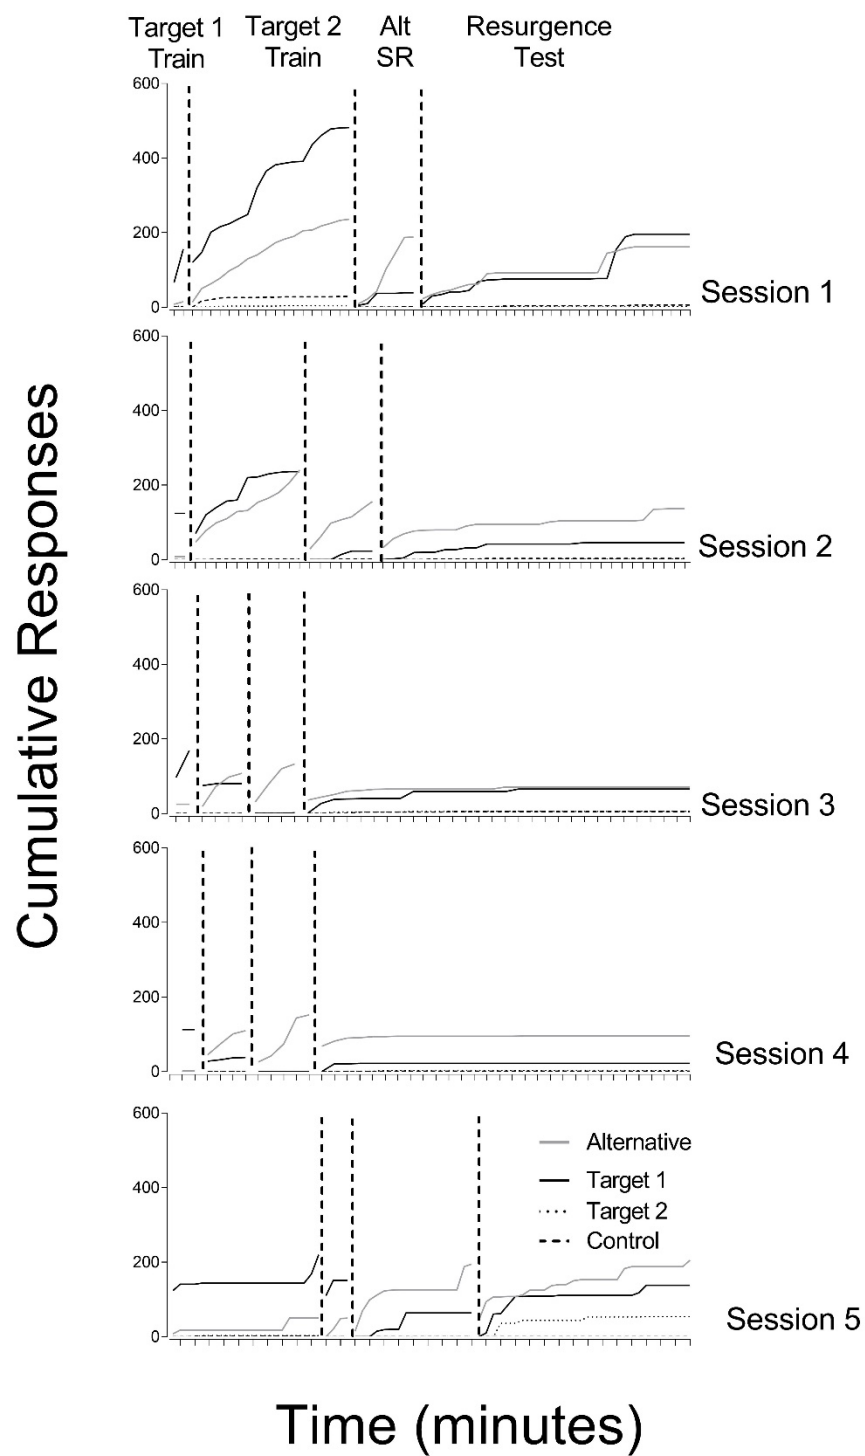 Target 1 Target 2 Alt Resurgence
Train Train SR Test
600
400
200
0
Session 1
600
400
200
0
Session 2
600
400
200
0
Session 3
600
400
200
0
Session 4
600
400
200
0
Alternative
Target 1
Target 2
Control
Session 5
Cumulative Responses
Time (minutes)